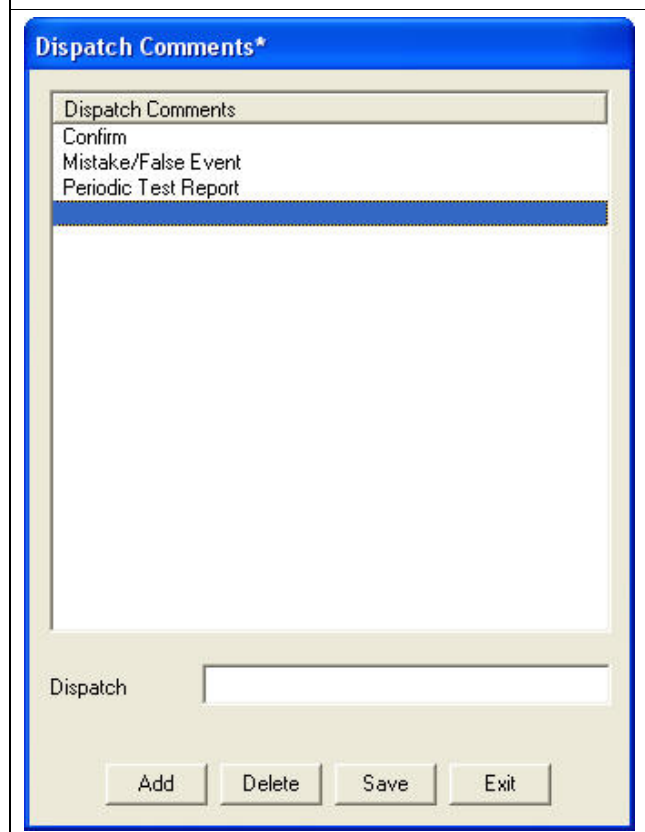 Dispatch Comments*
Dispatch Comments
Confirm
Mistake/False Event
Periodic Test Report
Dispatch
Add Delete Save Exit